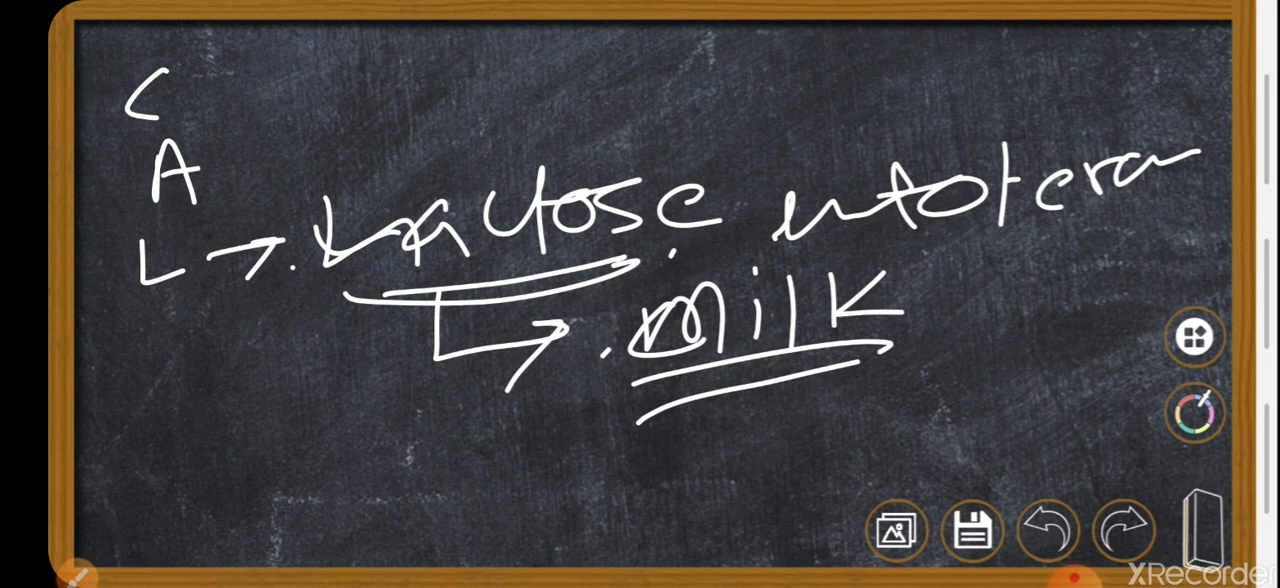 C
A
L → Lactose intolera
→ milk
XRecorder